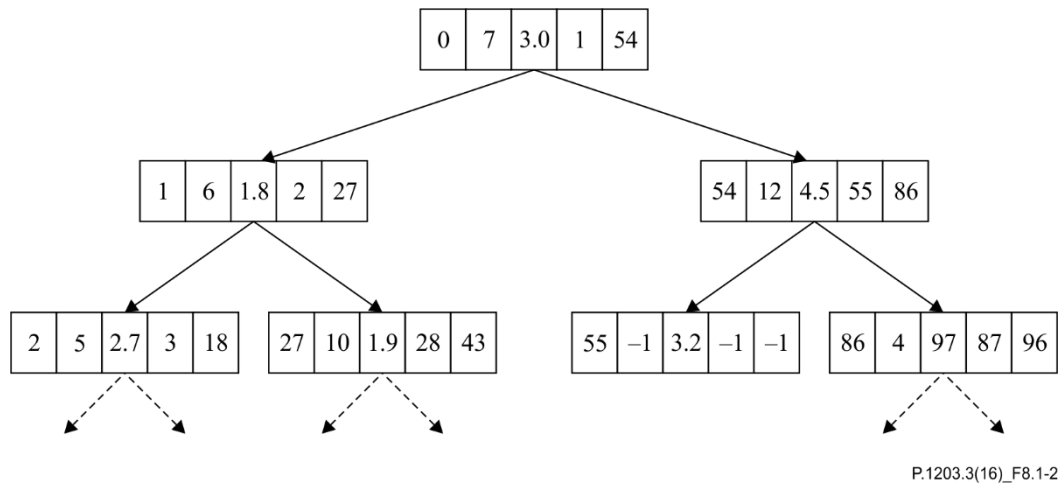 0 7 3.0 1 54
1 6 1.8 2 27
54 12 4.5 55 86
2 5 2.7 3 18
27 10 1.9 28 43
55 –1 3.2 –1 –1
86 4 97 87 96
P.1203.3(16)_F8.1-2